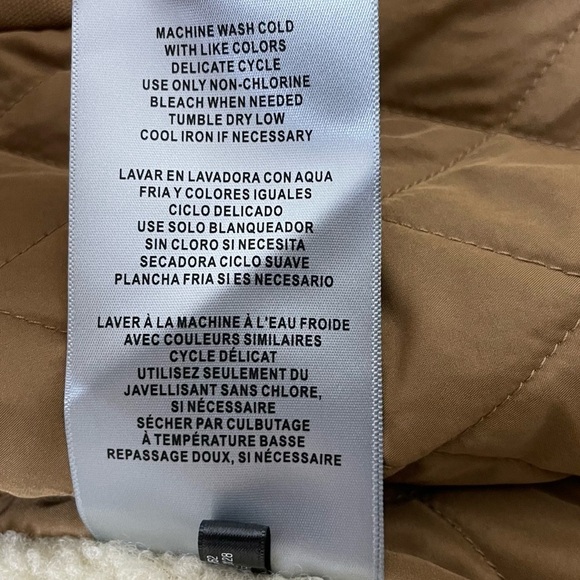 MACHINE WASH COLD
WITH LIKE COLORS
DELICATE CYCLE
USE ONLY NON-CHLORINE
BLEACH WHEN NEEDED
TUMBLE DRY LOW
COOL IRON IF NECESSARY
LAVAR EN LAVADORA CON AQUA
FRIA Y COLORES IGUALES
CICLO DELICADO
USE SOLO BLANQUEADOR
SIN CLORO SI NECESITA
SECADORA CICLO SUAVE
PLANCHA FRIA SI ES NECESARIO
LAVER À LA MACHINE À L'EAU FROIDE
AVEC COULEURS SIMILAIRES
CYCLE DÉLICAT
UTILISEZ SEULEMENT DU
JAVELLISANT SANS CHLORE,
SI NÉCESSAIRE
SÉCHER PAR CULBUTAGE
À TEMPÉRATURE BASSE
REPASSAGE DOUX, SI NÉCESSAIRE